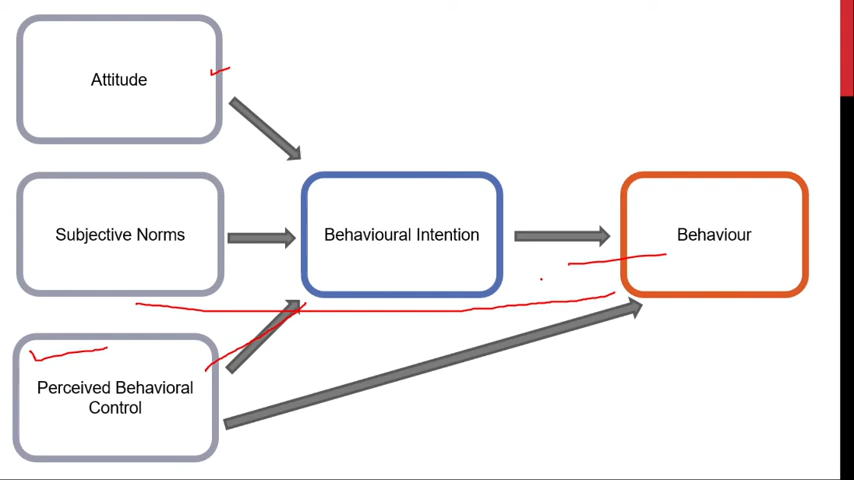 Attitude
Subjective Norms
Behavioural Intention
Behaviour
Perceived Behavioral
Control